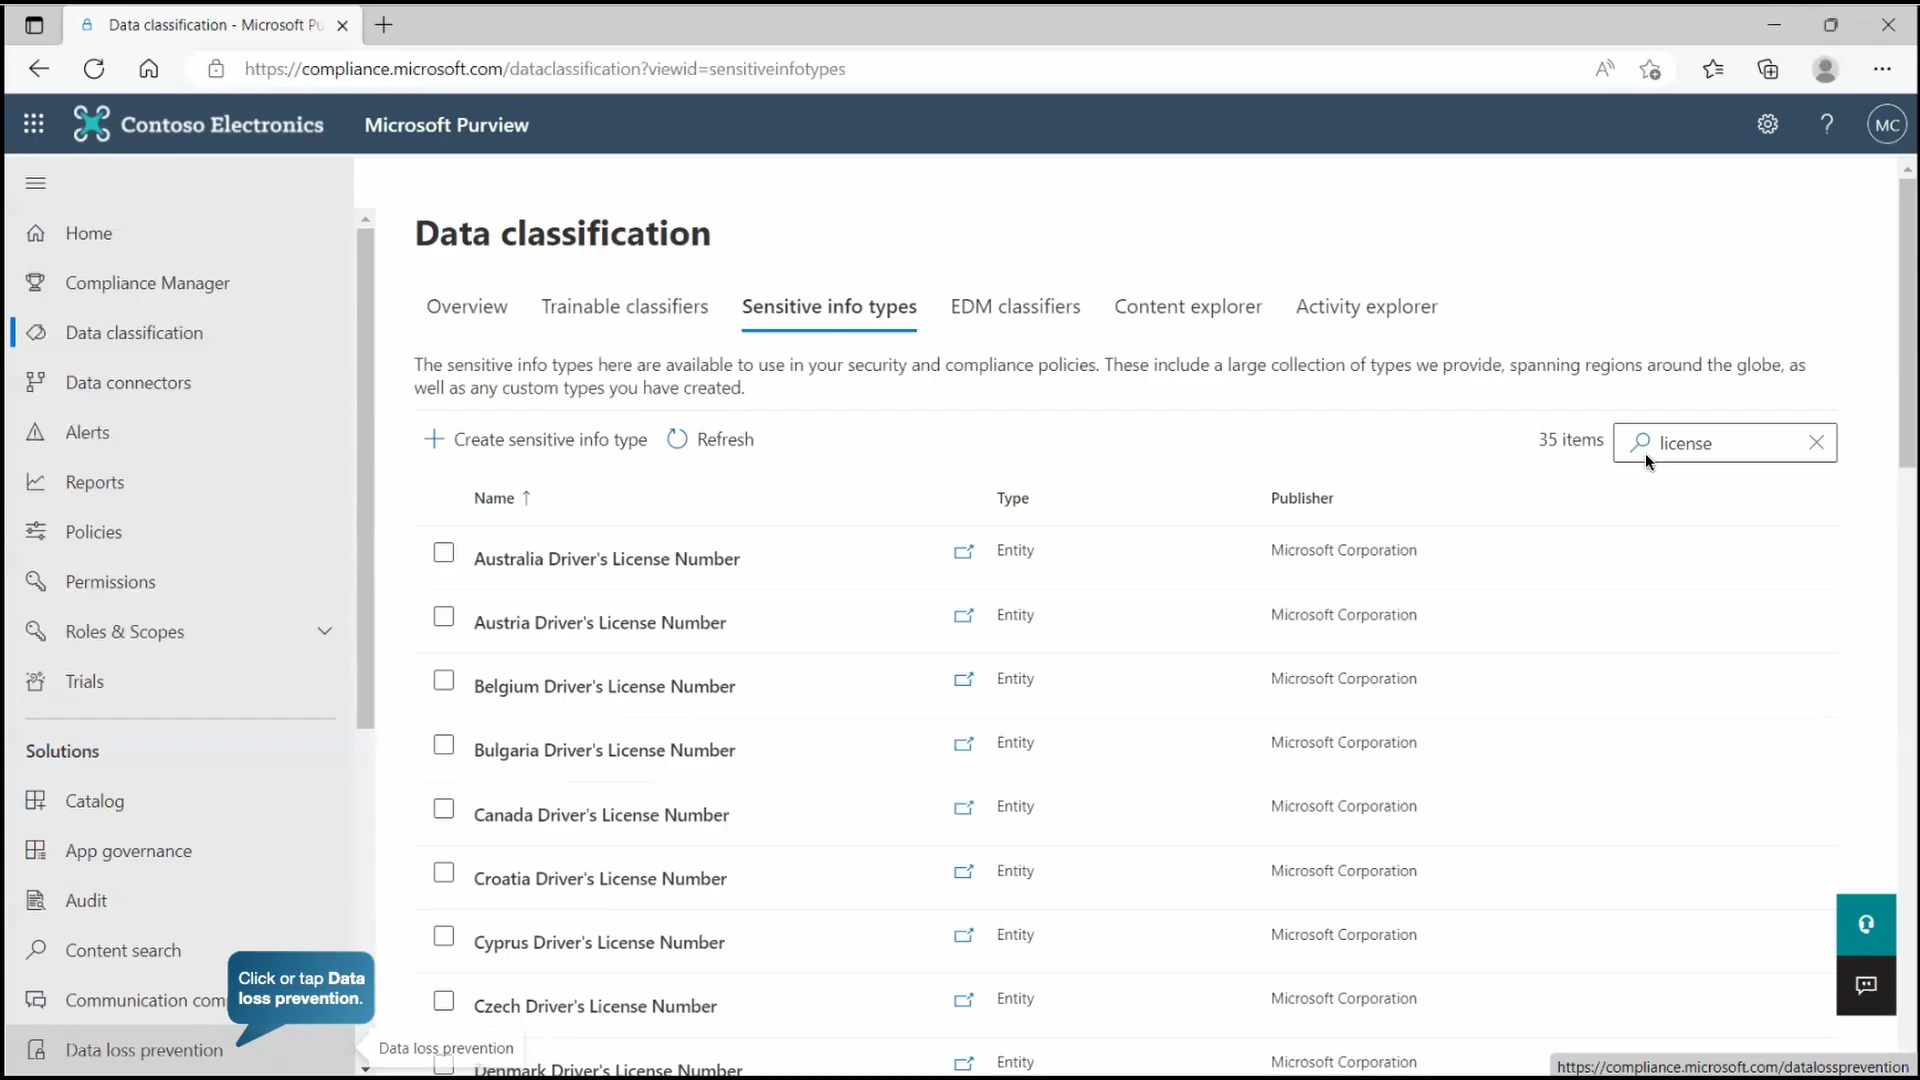 Data classification - Microsoft Pu
https://compliance.microsoft.com/dataclassification?viewid=sensitiveinfotypes
Contoso Electronics
Microsoft Purview
MC
Home
Compliance Manager
Data classification
Data connectors
Alerts
Reports
Policies
Permissions
Roles & Scopes
Trials
Solutions
Catalog
App governance
Audit
Content search
Communication com
Data loss prevention
Click or tap Data
loss prevention.
Data loss prevention
Data classification
Overview
Trainable classifiers
Sensitive info types
EDM classifiers
Content explorer
Activity explorer
The sensitive info types here are available to use in your security and compliance policies. These include a large collection of types we provide, spanning regions around the globe, as
well as any custom types you have created.
Create sensitive info type
Refresh
35 items
license
Name ↑ Type Publisher
Australia Driver's License Number Entity Microsoft Corporation
Austria Driver's License Number Entity Microsoft Corporation
Belgium Driver's License Number Entity Microsoft Corporation
Bulgaria Driver's License Number Entity Microsoft Corporation
Canada Driver's License Number Entity Microsoft Corporation
Croatia Driver's License Number Entity Microsoft Corporation
Cyprus Driver's License Number Entity Microsoft Corporation
Czech Driver's License Number Entity Microsoft Corporation
Denmark Driver's License Number Entity Microsoft Corporation
https://compliance.microsoft.com/datalossprevention